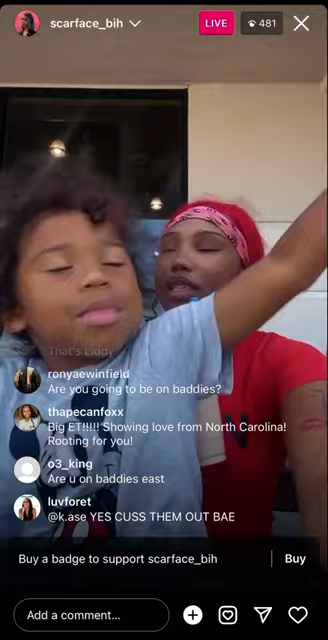 scarface_bih
LIVE
481
That's Liddy
ronyaewinfield
Are you going to be on baddies?
thapecanfoxx
Big ET!!!!! Showing love from North Carolina!
Rooting for you!
o3_king
Are u on baddies east
luvforet
@k.ase YES CUSS THEM OUT BAE
N
Buy a badge to support scarface_bih
Buy
Add a comment...